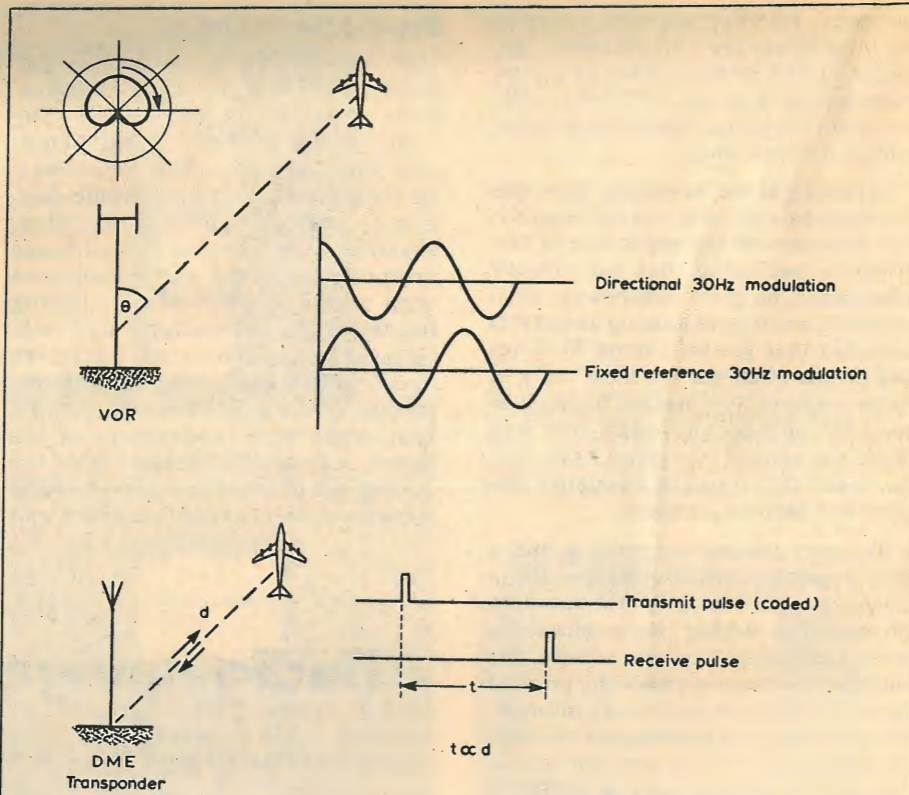 θ
VOR
Directional 30Hz modulation
Fixed reference 30Hz modulation
d
DME
Transponder
Transmit pulse (coded)
Receive pulse
t
t∝d